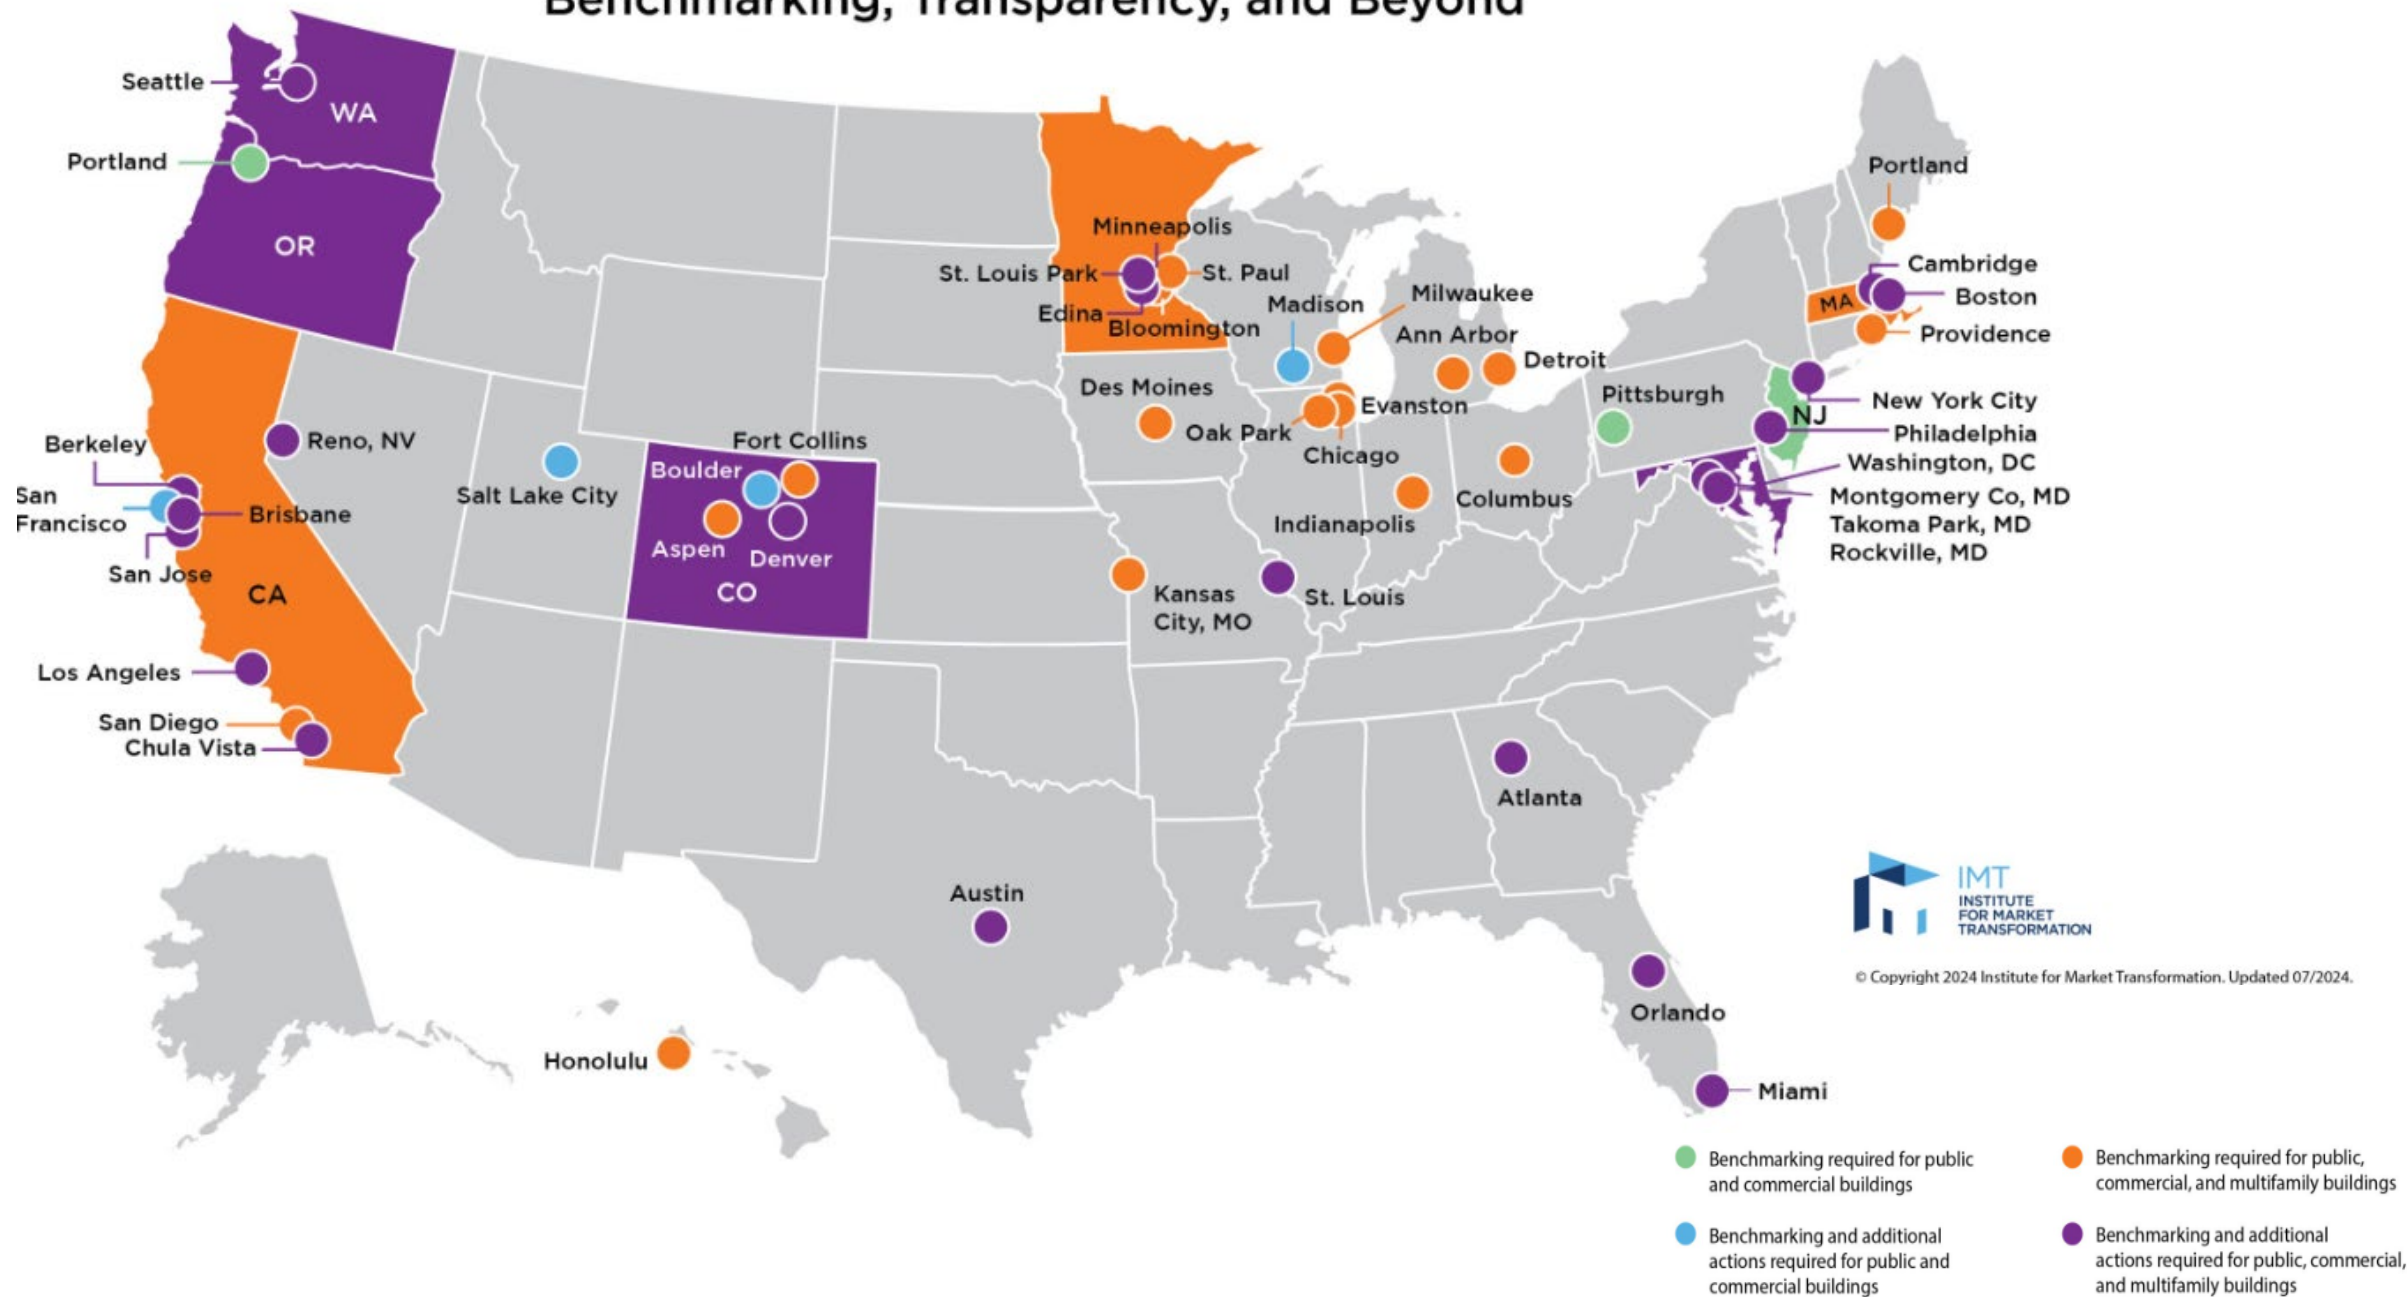 Benchmarking, Transparency, and Beyond
Seattle
WA
Portland
OR
Portland
Minneapolis
St. Louis Park
St. Paul
Edina
Bloomington
Madison
Milwaukee
Ann Arbor
Detroit
Cambridge
Boston
MA
Providence
Des Moines
Oak Park
Evanston
Chicago
Pittsburgh
New York City
NJ
Philadelphia
Washington, DC
Montgomery Co, MD
Takoma Park, MD
Rockville, MD
Berkeley
Reno, NV
San
Francisco
Brisbane
San Jose
CA
Salt Lake City
Fort Collins
Boulder
Aspen
Denver
CO
Columbus
Indianapolis
Kansas
City, MO
St. Louis
Los Angeles
San Diego
Chula Vista
Atlanta
Austin
Honolulu
Orlando
Miami
IMT
INSTITUTE
FOR MARKET
TRANSFORMATION
© Copyright 2024 Institute for Market Transformation. Updated 07/2024.
Benchmarking required for public
and commercial buildings
Benchmarking required for public,
commercial, and multifamily buildings
Benchmarking and additional
actions required for public and
commercial buildings
Benchmarking and additional
actions required for public, commercial,
and multifamily buildings